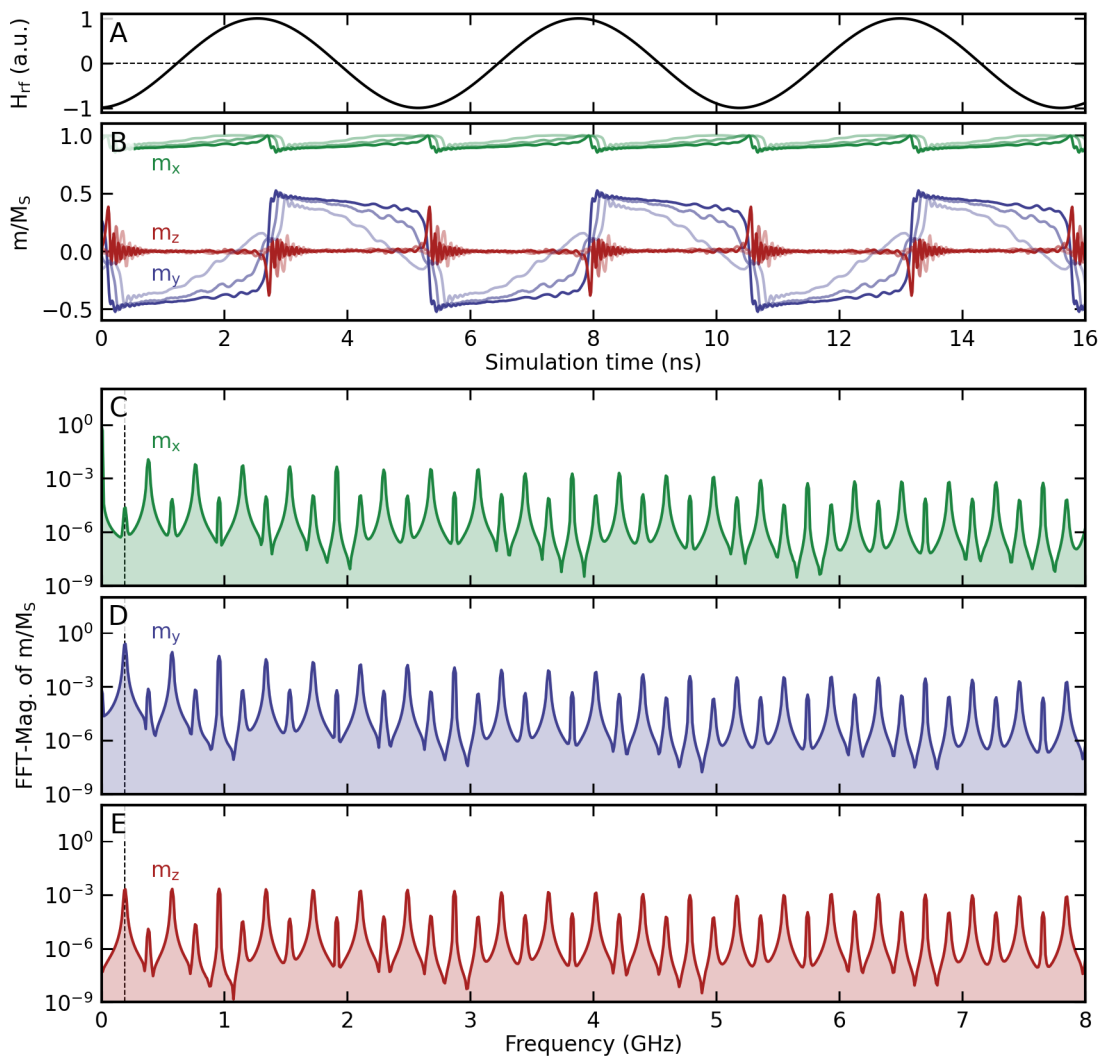 A
H_rf (a.u.)
1
0
−1
B
m/M_S
1.0
0.5
0.0
−0.5
m_x
m_z
m_y
0 2 4 6 8 10 12 14 16
Simulation time (ns)
C
m_x
10^0
10^−3
10^−6
10^−9
FFT-Mag. of m/M_S
D
m_y
10^0
10^−3
10^−6
10^−9
E
m_z
10^0
10^−3
10^−6
10^−9
0 1 2 3 4 5 6 7 8
Frequency (GHz)